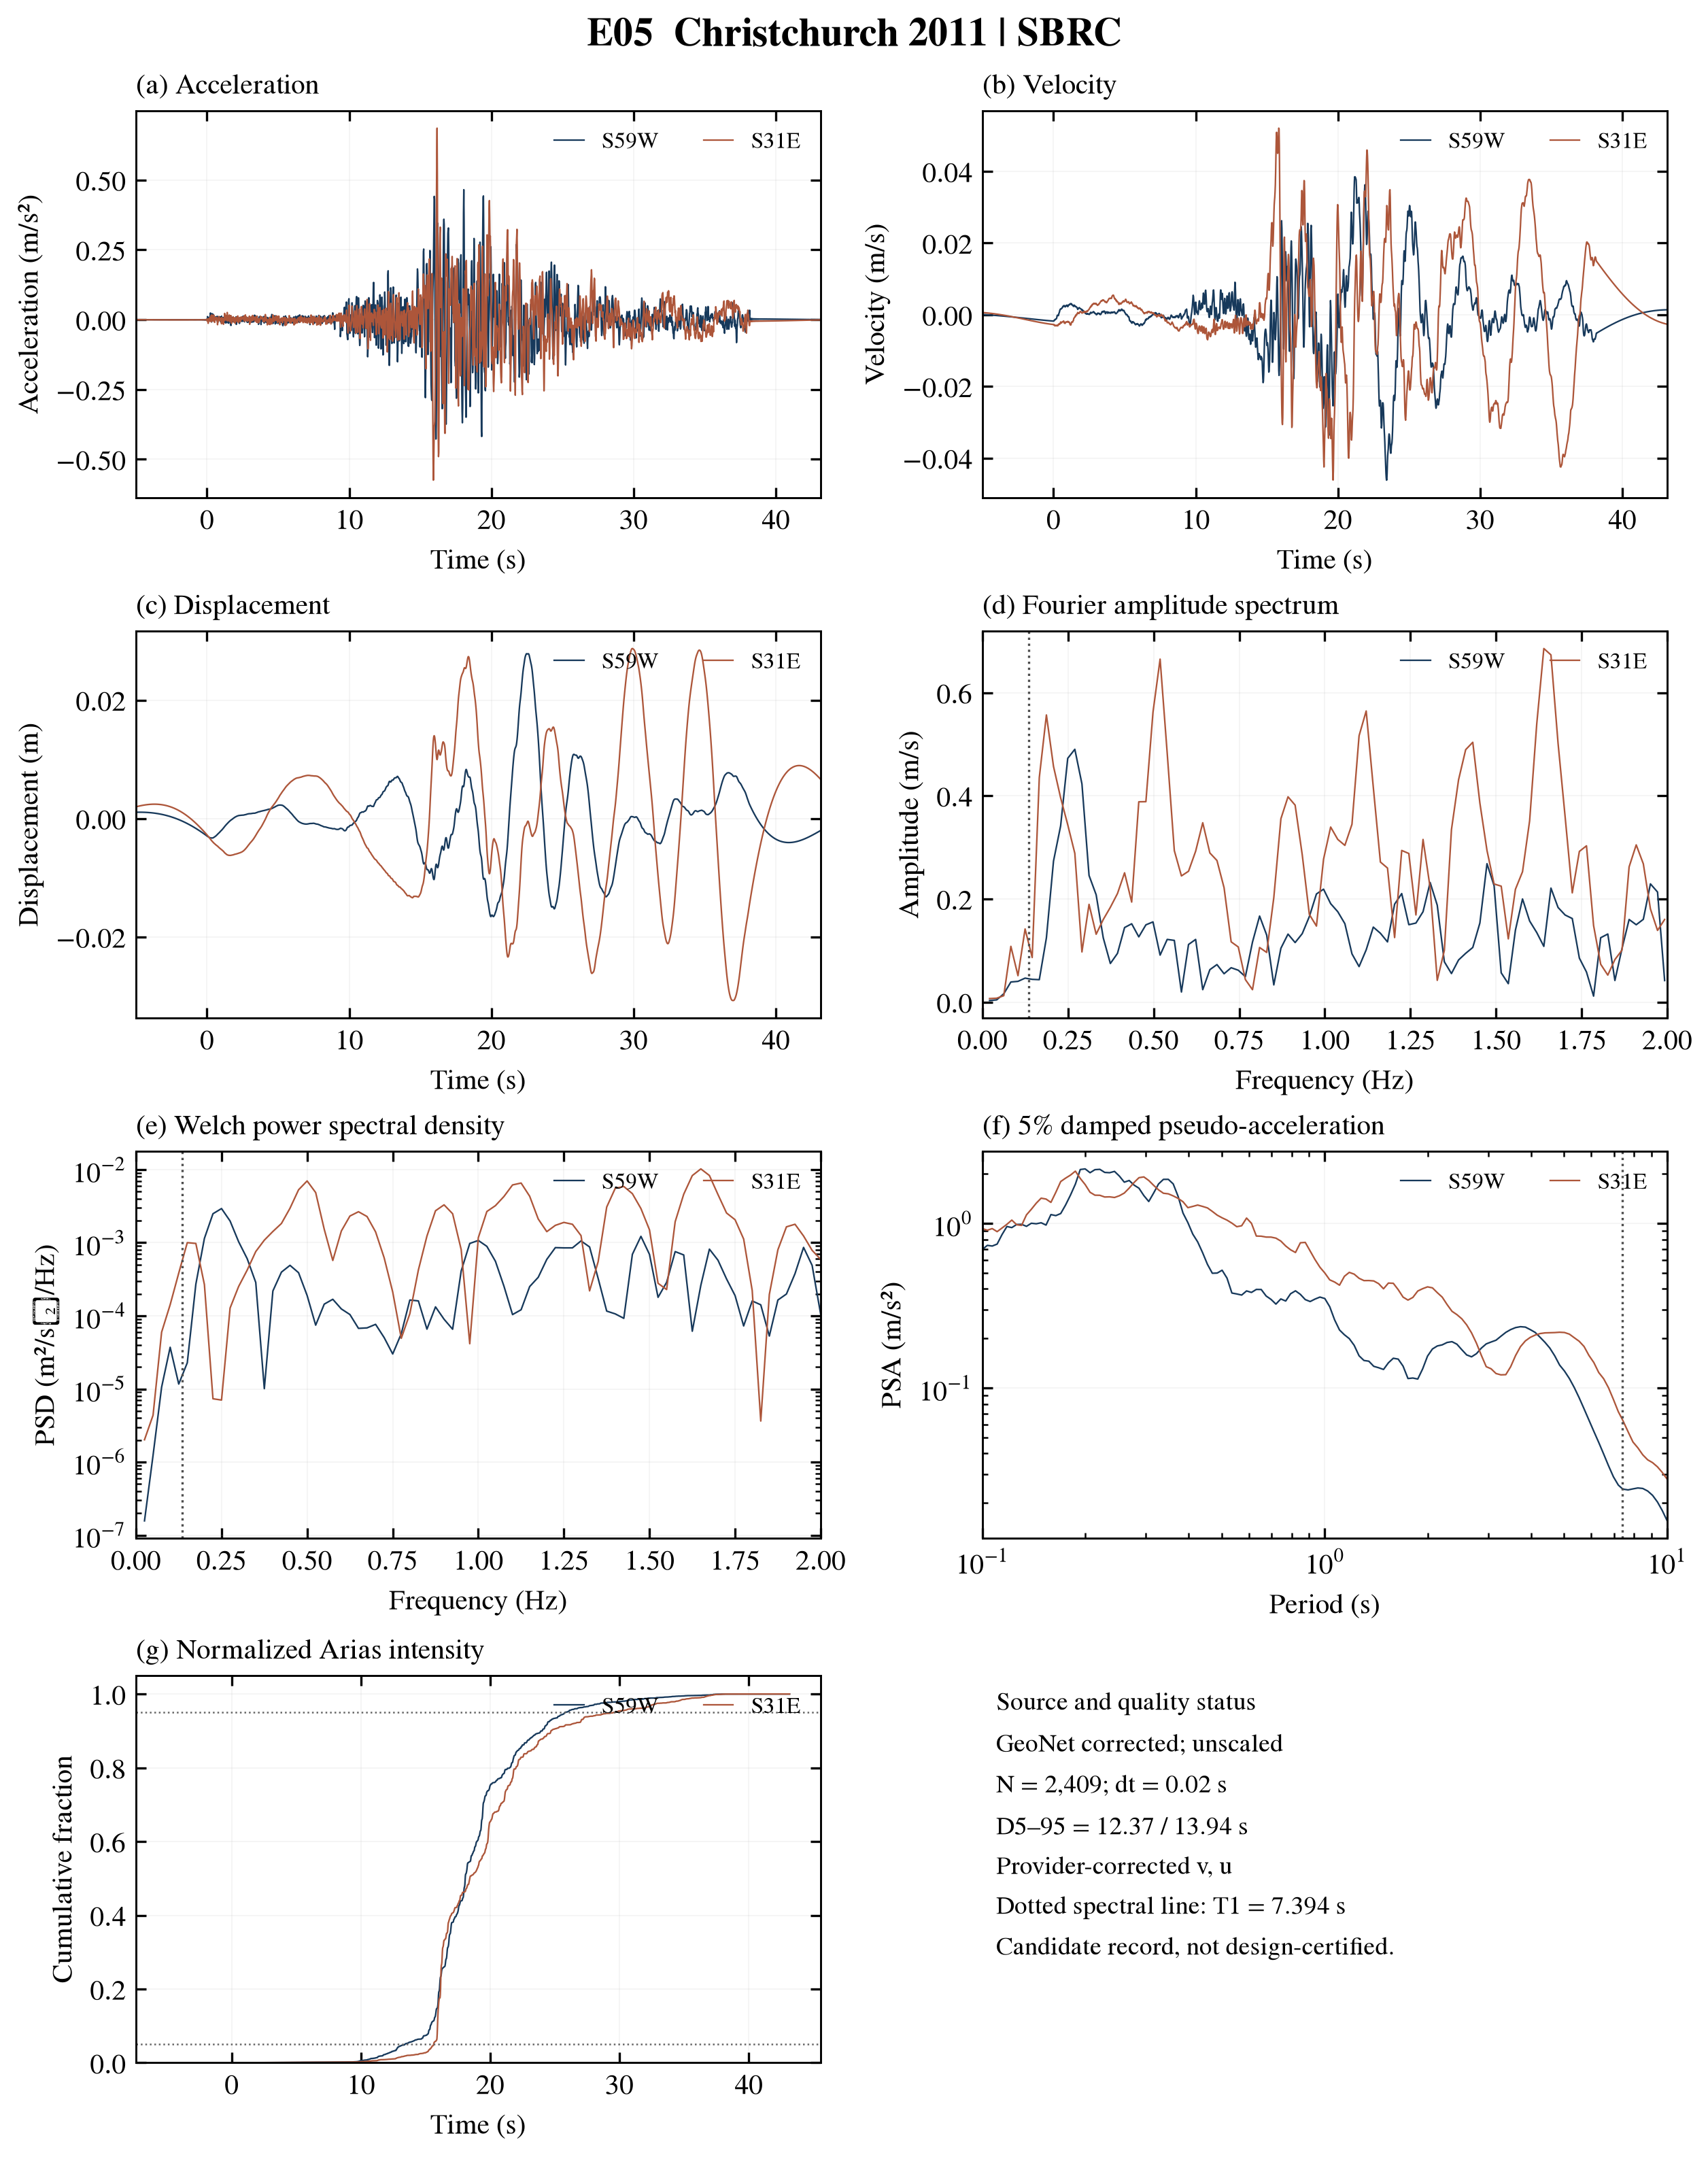 E05 Christchurch 2011 | SBRC
(a) Acceleration
S59W S31E
0.50
0.25
0.00
−0.25
−0.50
Acceleration (m/s²)
0 10 20 30 40
Time (s)
(b) Velocity
S59W S31E
0.04
0.02
0.00
−0.02
−0.04
Velocity (m/s)
0 10 20 30 40
Time (s)
(c) Displacement
S59W S31E
0.02
0.00
−0.02
Displacement (m)
0 10 20 30 40
Time (s)
(d) Fourier amplitude spectrum
S59W S31E
0.6
0.4
0.2
0.0
Amplitude (m/s)
0.00 0.25 0.50 0.75 1.00 1.25 1.50 1.75 2.00
Frequency (Hz)
(e) Welch power spectral density
S59W S31E
10⁻²
10⁻³
10⁻⁴
10⁻⁵
10⁻⁶
10⁻⁷
PSD (m²/s /Hz)
0.00 0.25 0.50 0.75 1.00 1.25 1.50 1.75 2.00
Frequency (Hz)
(f) 5% damped pseudo-acceleration
S59W S31E
10⁰
10⁻¹
PSA (m/s²)
10⁻¹ 10⁰ 10¹
Period (s)
(g) Normalized Arias intensity
S59W S31E
1.0
0.8
0.6
0.4
0.2
0.0
Cumulative fraction
0 10 20 30 40
Time (s)
Source and quality status
GeoNet corrected; unscaled
N = 2,409; dt = 0.02 s
D5–95 = 12.37 / 13.94 s
Provider-corrected v, u
Dotted spectral line: T1 = 7.394 s
Candidate record, not design-certified.